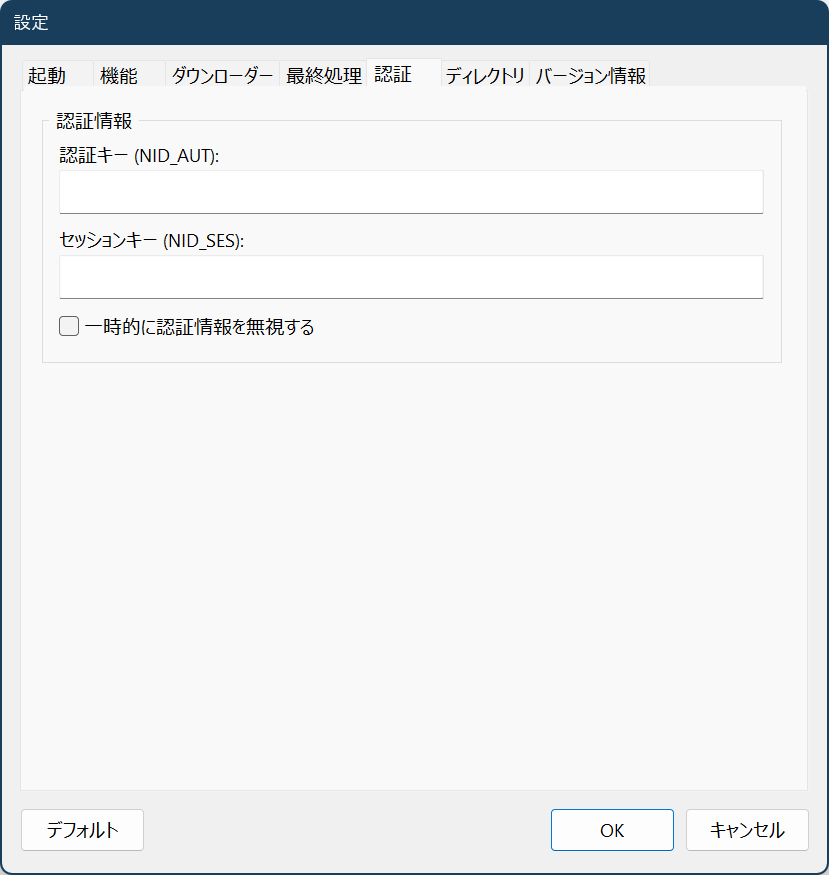 設定
起動 機能 ダウンローダー 最終処理 認証 ディレクトリ バージョン情報
認証情報
認証キー (NID_AUT):
セッションキー (NID_SES):
一時的に認証情報を無視する
デフォルト OK キャンセル